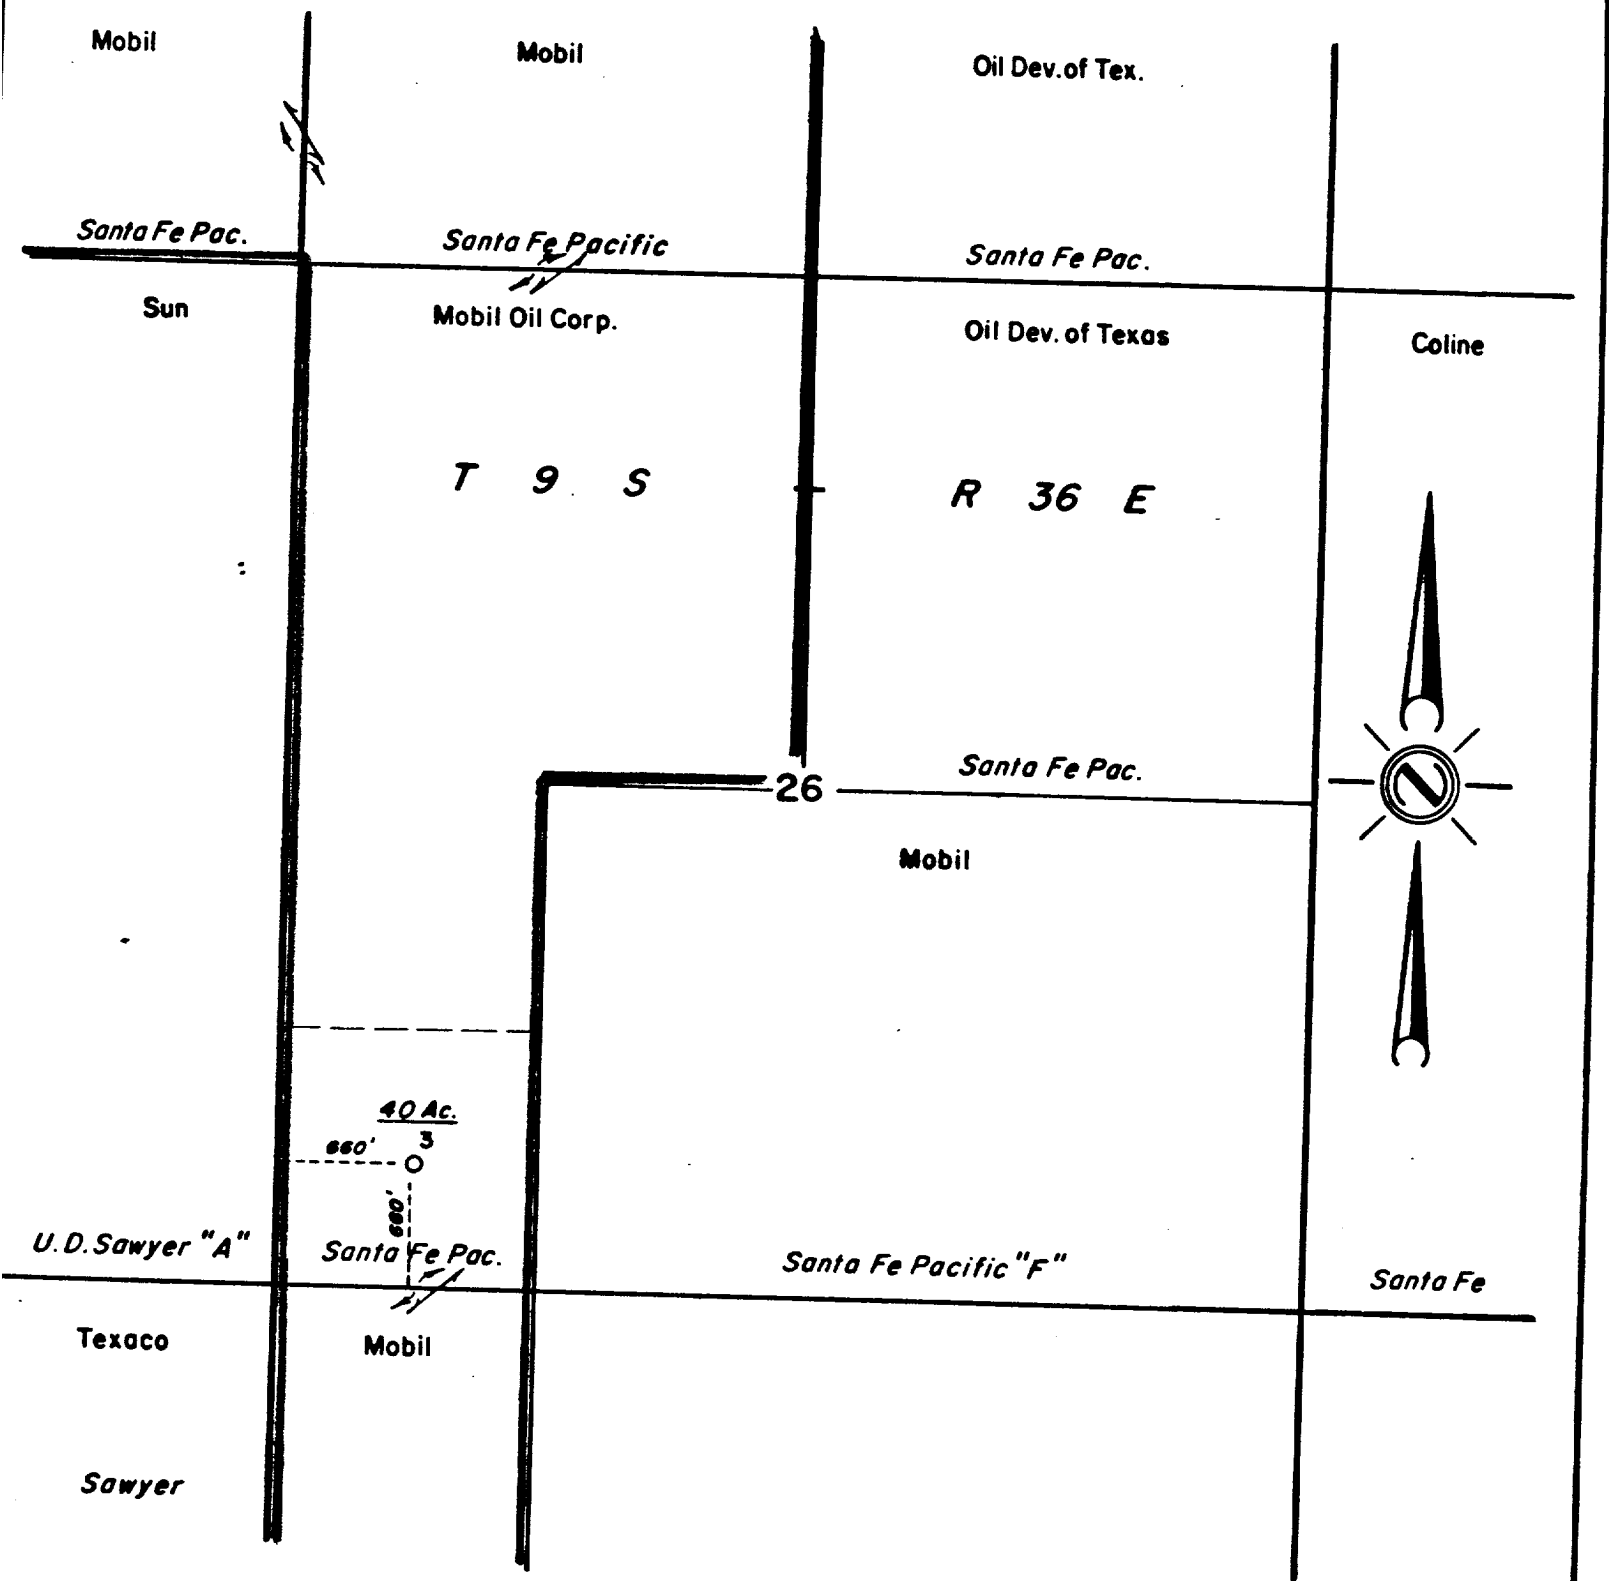 Mobil
Mobil
Oil Dev. of Tex.
Santa Fe Pac.
Santa Fe Pacific
Santa Fe Pac.
Sun
Mobil Oil Corp.
Oil Dev. of Texas
Coline
T 9 S
R 36 E
Santa Fe Pac.
26
Mobil
N
40 Ac.
3
660'
660'
U. D. Sawyer "A"
Santa Fe Pac.
Santa Fe Pacific "F"
Santa Fe
Texaco
Mobil
Sawyer